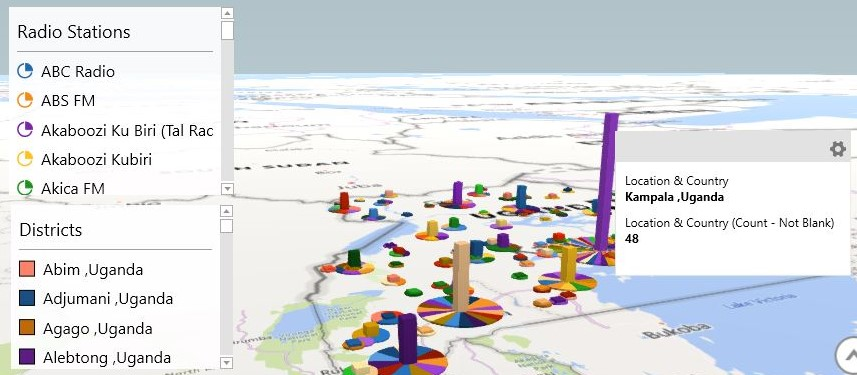 Radio Stations
ABC Radio
ABS FM
Akaboozi Ku Biri (Tal Rac
Akaboozi Kubiri
Akica FM
Districts
Abim ,Uganda
Adjumani ,Uganda
Agago ,Uganda
Alebtong ,Uganda
SUDAN
Juba
Location & Country
Kampala ,Uganda
Location & Country (Count - Not Blank)
48
Lake Victoria
Bukoba